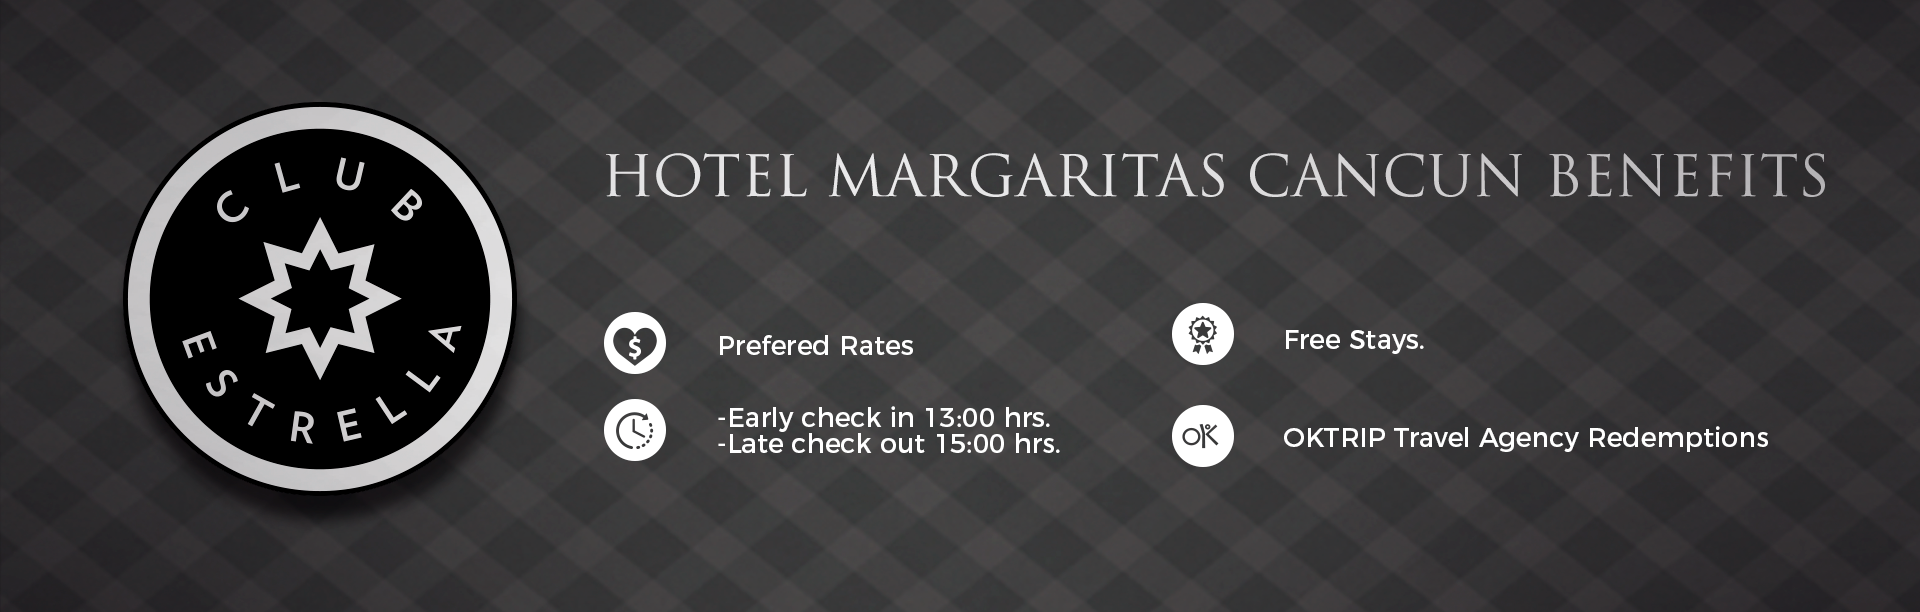 CLUB
ESTRELLA
HOTEL MARGARITAS CANCUN BENEFITS
$
Prefered Rates
-Early check in 13:00 hrs.
-Late check out 15:00 hrs.
Free Stays.
OK
OKTRIP Travel Agency Redemptions